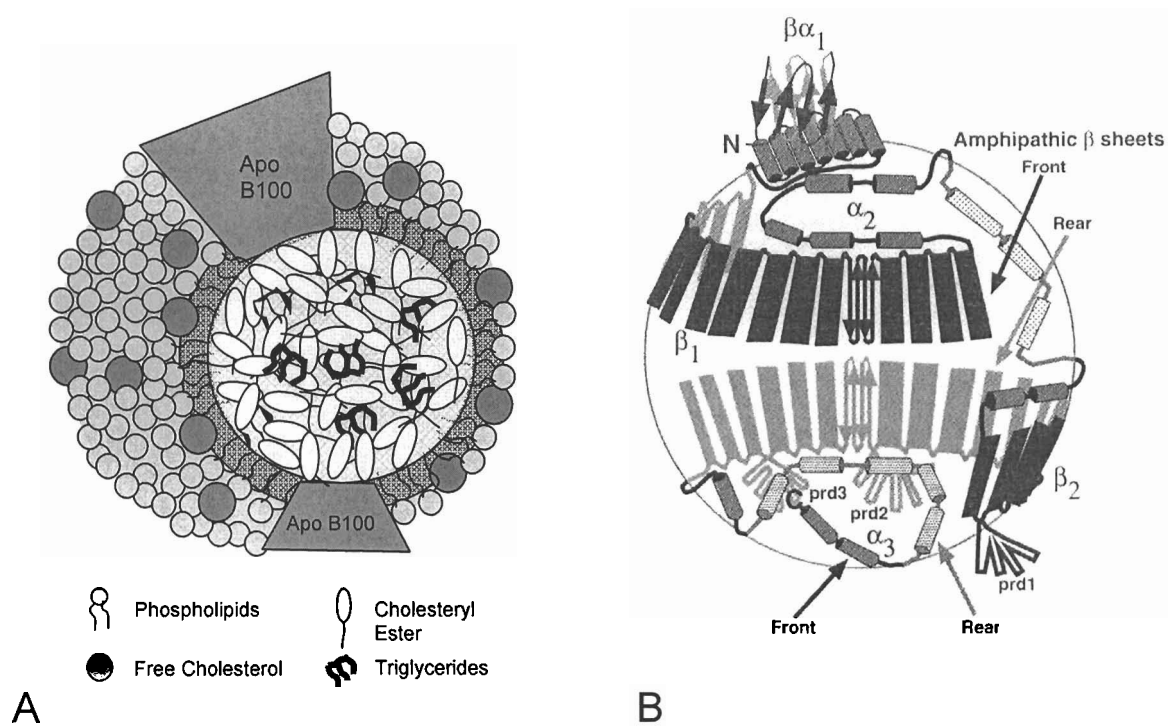 Apo
B100
Apo B100
Phospholipids
Cholesteryl
Ester
Free Cholesterol
Triglycerides
A
βα1
N
Amphipathic β sheets
Front
Rear
α2
β1
β2
prd3
prd2
C
α3
prd1
Front
Rear
B